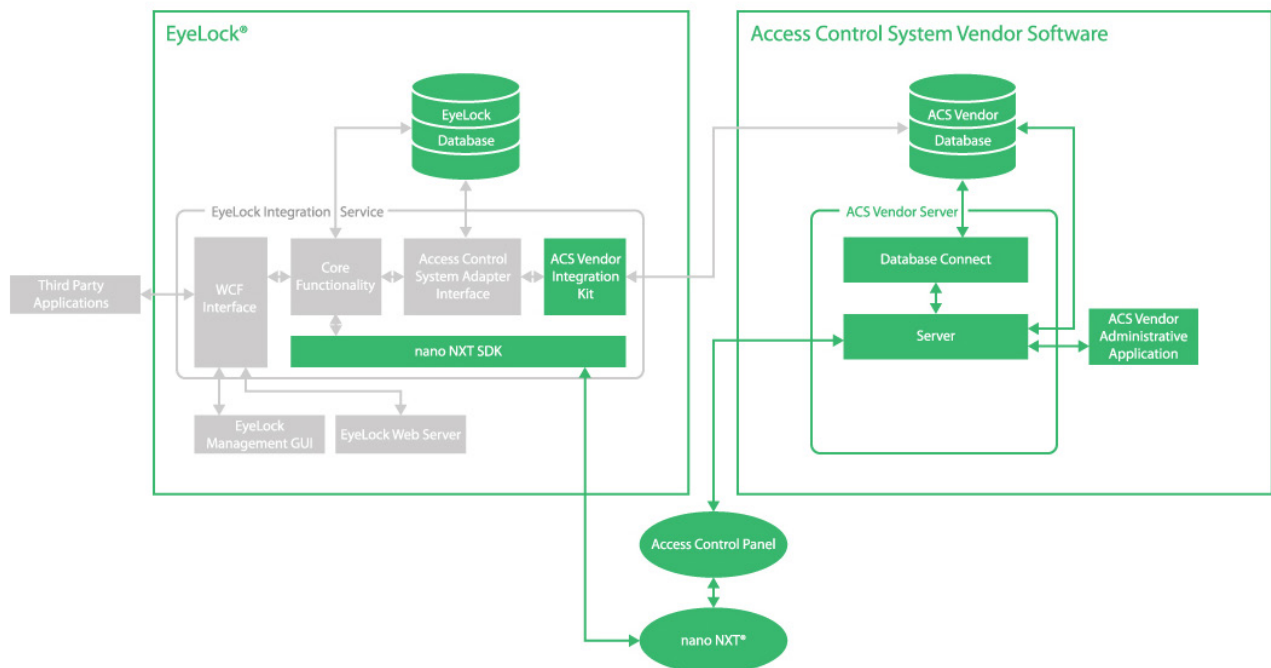 EyeLock®
Access Control System Vendor Software
EyeLock
Database
ACS Vendor
Database
EyeLock Integration Service
ACS Vendor Server
Third Party
Applications
WCF
Interface
Core
Functionality
Access Control
System Adapter
Interface
ACS Vendor
Integration
Kit
Database Connect
nano NXT SDK
Server
ACS Vendor
Administrative
Application
EyeLock
Management GUI
EyeLock Web Server
Access Control Panel
nano NXT®